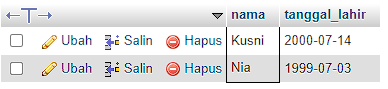 nama tanggal_lahir
Ubah Salin Hapus Kusni 2000-07-14
Ubah Salin Hapus Nia 1999-07-03